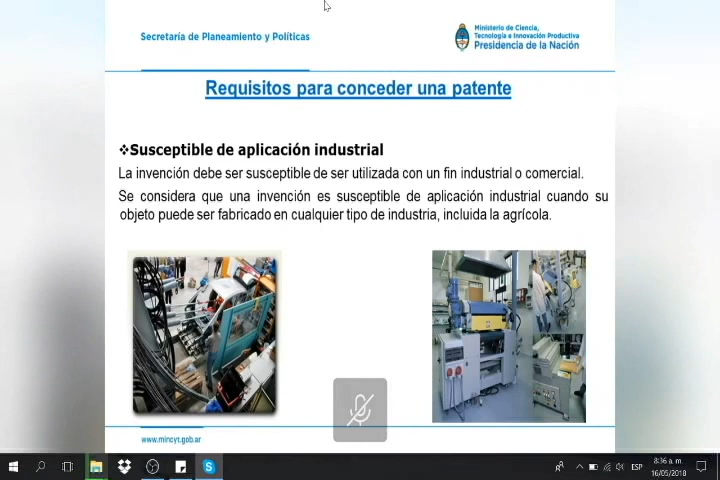 Secretaría de Planeamiento y Políticas
Ministerio de Ciencia,
Tecnología e Innovación Productiva
Presidencia de la Nación
Requisitos para conceder una patente
❖Susceptible de aplicación industrial
La invención debe ser susceptible de ser utilizada con un fin industrial o comercial.
Se considera que una invención es susceptible de aplicación industrial cuando su
objeto puede ser fabricado en cualquier tipo de industria, incluida la agrícola.
www.mincyt.gob.ar
ESP
8:36 a. m.
16/05/2018